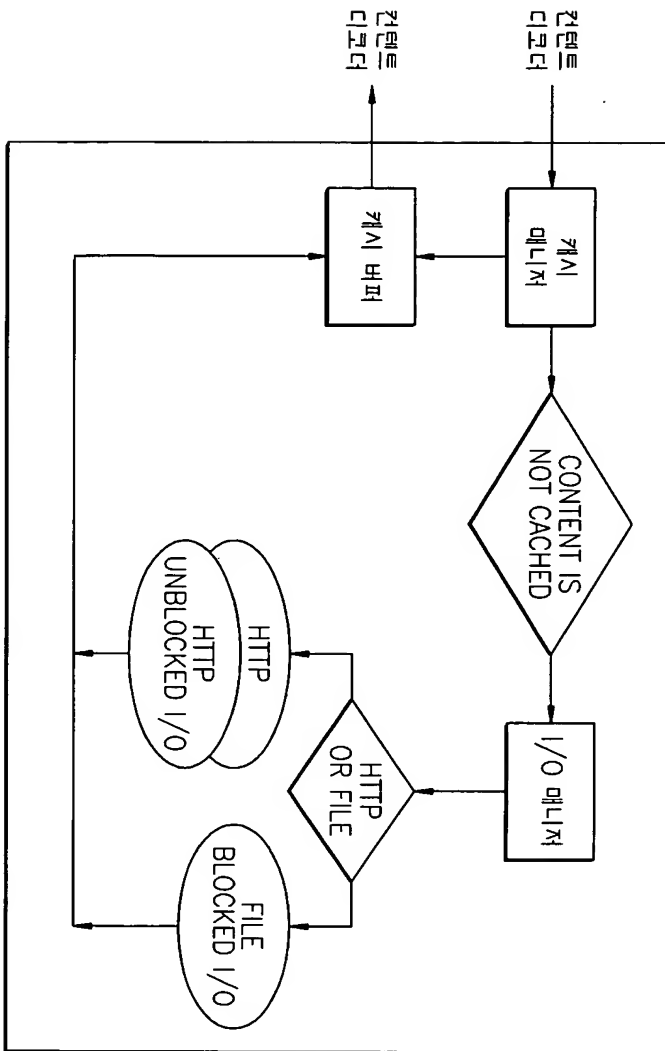 컨텐트
디코더
컨텐트
디코더
캐시
매니저
캐시 버퍼
CONTENT IS
NOT CACHED
I/O 매니저
HTTP
OR FILE
HTTP
HTTP
UNBLOCKED I/O
FILE
BLOCKED I/O